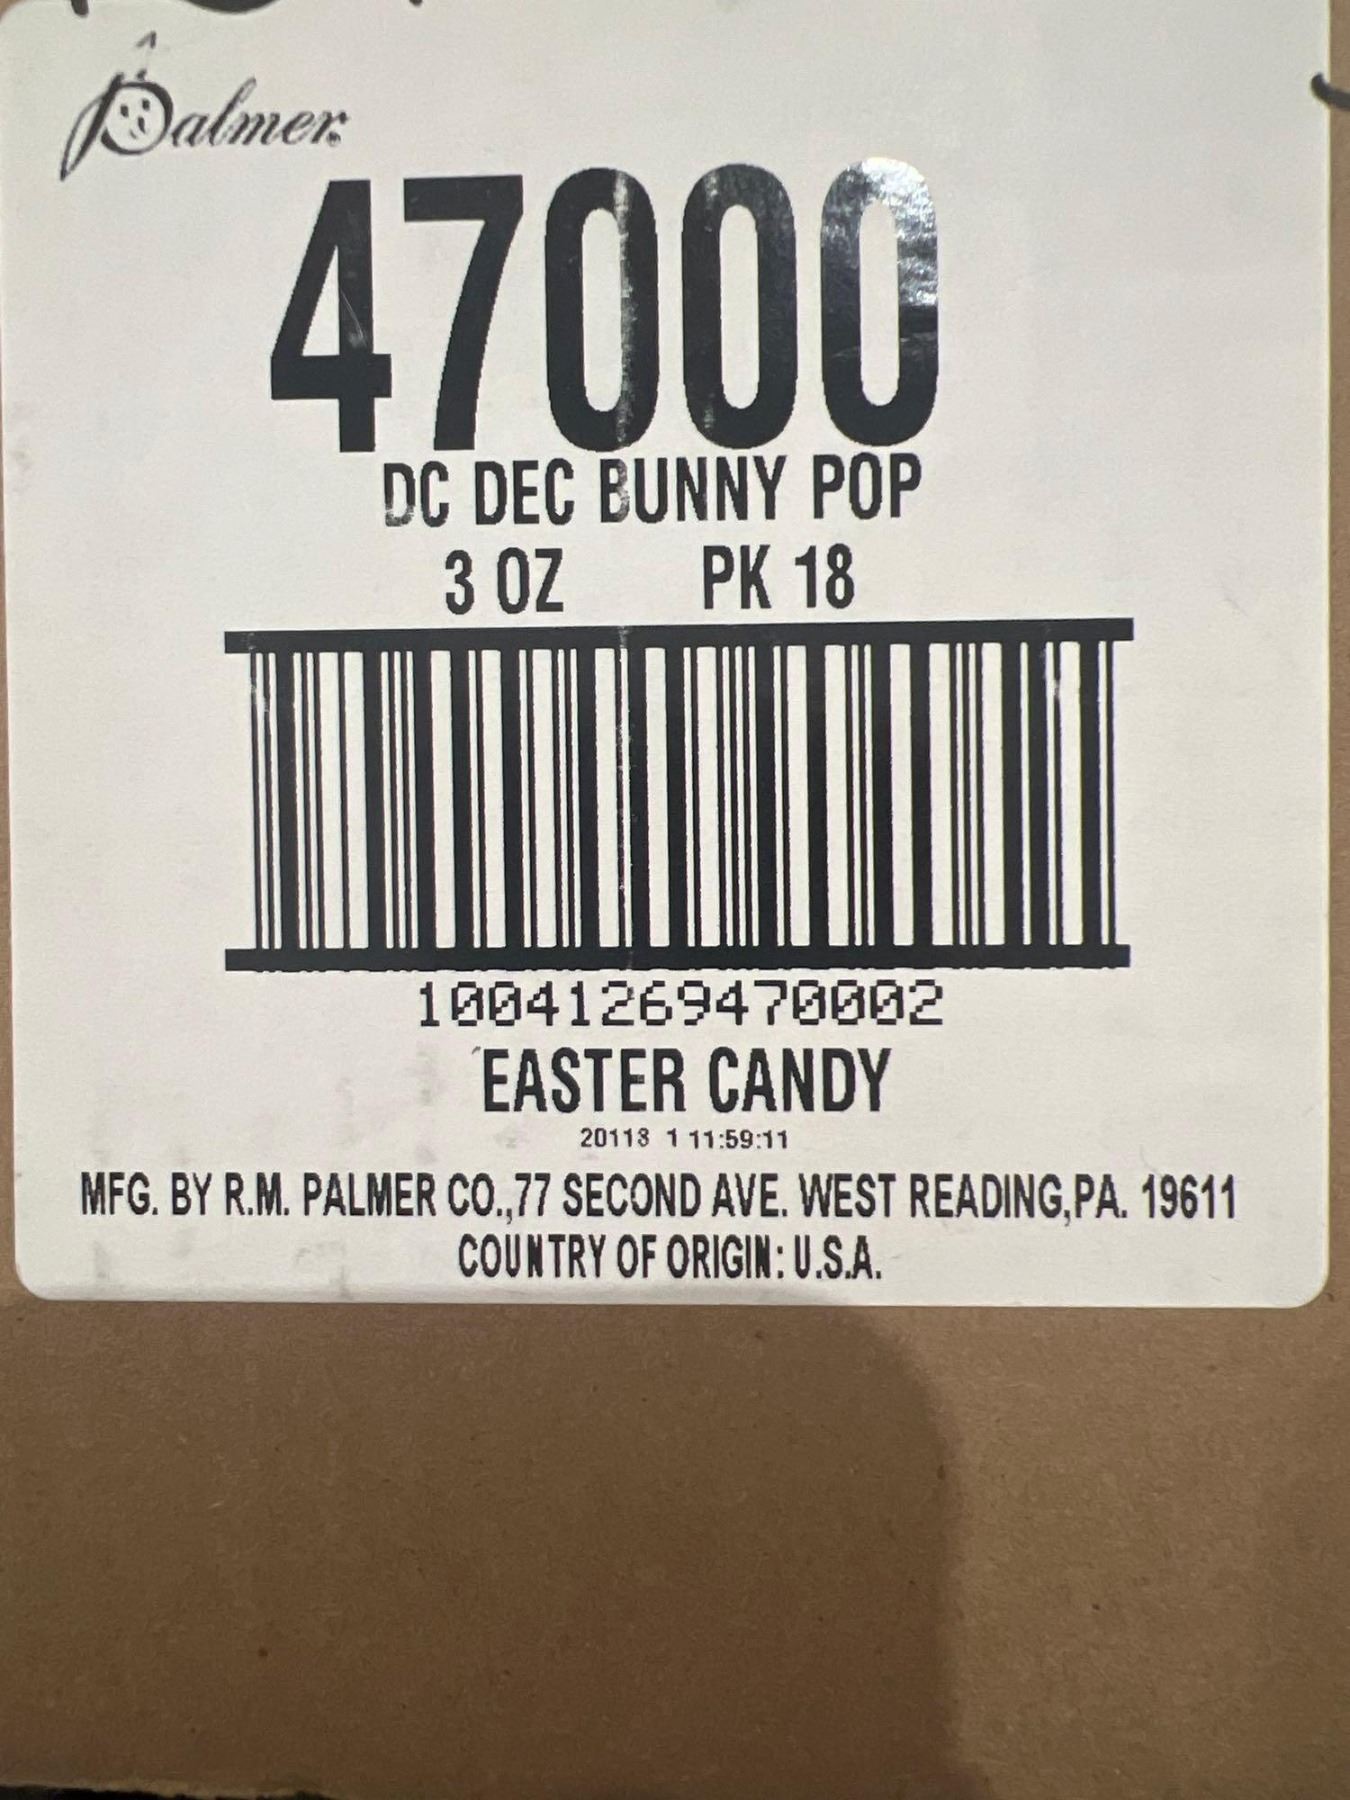 Palmer
47000
DC DEC BUNNY POP
3 OZ PK 18
10041269470002
EASTER CANDY
20113 1 11:59:11
MFG. BY R.M. PALMER CO.,77 SECOND AVE. WEST READING,PA. 19611
COUNTRY OF ORIGIN: U.S.A.